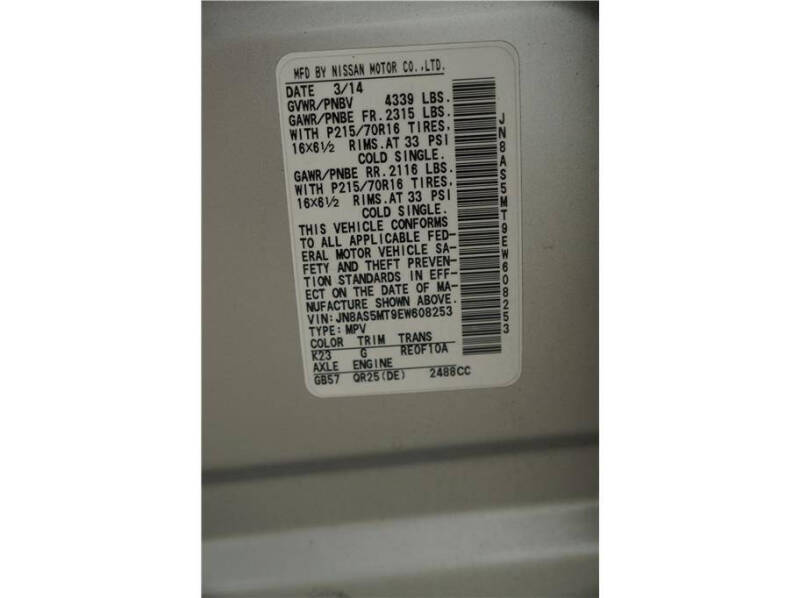 MFD BY NISSAN MOTOR CO.,LTD.
DATE 3/14
GVWR/PNBV 4339 LBS.
GAWR/PNBE FR. 2315 LBS.
WITH P215/70R16 TIRES,
16×6½ RIMS.AT 33 PSI
COLD SINGLE.
GAWR/PNBE RR. 2116 LBS.
WITH P215/70R16 TIRES,
16×6½ RIMS.AT 33 PSI
COLD SINGLE.
THIS VEHICLE CONFORMS
TO ALL APPLICABLE FED-
ERAL MOTOR VEHICLE SA-
FETY AND THEFT PREVEN-
TION STANDARDS IN EFF-
ECT ON THE DATE OF MA-
NUFACTURE SHOWN ABOVE.
VIN:JN8AS5MT9EW608253
TYPE:MPV
COLOR TRIM TRANS
K23 G RE0F10A
AXLE ENGINE
GB57 QR25(DE) 2488CC
JN8AS5MT9EW608253